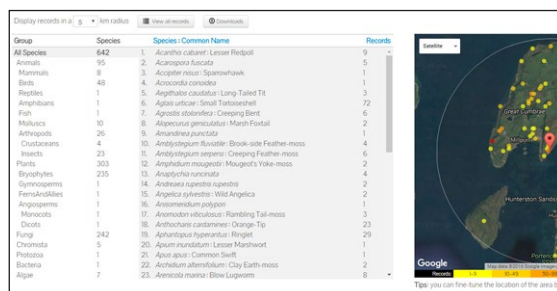 Display records in a 5 km radius View all records Downloads
Group Species Species : Common Name Records
All Species 642 1. Acanthis cabaret : Lesser Redpoll 9
Animals 95 2. Acarospora fuscata 5
Mammals 8 3. Accipiter nisus : Sparrowhawk 1
Birds 48 4. Acrocordia conoidea 1
Reptiles 1 5. Aegithalos caudatus : Long-Tailed Tit 3
Amphibians 1 6. Aglais urticae : Small Tortoiseshell 72
Fish 1 7. Agrostis stolonifera : Creeping Bent 6
Molluscs 10 8. Alopecurus geniculatus : Marsh Foxtail 2
Arthropods 26 9. Amandinea punctata 1
Crustaceans 4 10. Amblystegium fluviatile : Brook-side Feather-moss 4
Insects 23 11. Amblystegium serpens : Creeping Feather-moss 6
Plants 303 12. Amphidium mougeotii : Mougeot's Yoke-moss 2
Bryophytes 235 13. Anaptychia runcinata 4
Gymnosperms 1 14. Andreaea rupestris rupestris 2
FernsAndAllies 1 15. Angelica sylvestris : Wild Angelica 2
Angiosperms 1 16. Anisomeridium polypori 1
Monocots 1 17. Anomodon viticulosus : Rambling Tail-moss 3
Dicots 1 18. Anthocharis cardamines : Orange-Tip 23
Fungi 242 19. Aphantopus hyperantus : Ringlet 29
Chromista 5 20. Apium inundatum : Lesser Marshwort 1
Protozoa 1 21. Apus apus : Common Swift 1
Bacteria 1 22. Archidium alternifolium : Clay Earth-moss 2
Algae 7 23. Arenicola marina : Blow Lugworm 8
Satellite
Great Cumbrae
Millport
Hunterston Sands
Google
Map data ©2016 Google Imagery
Records 1-9 10-49
Tips: you can fine-tune the location of the area b